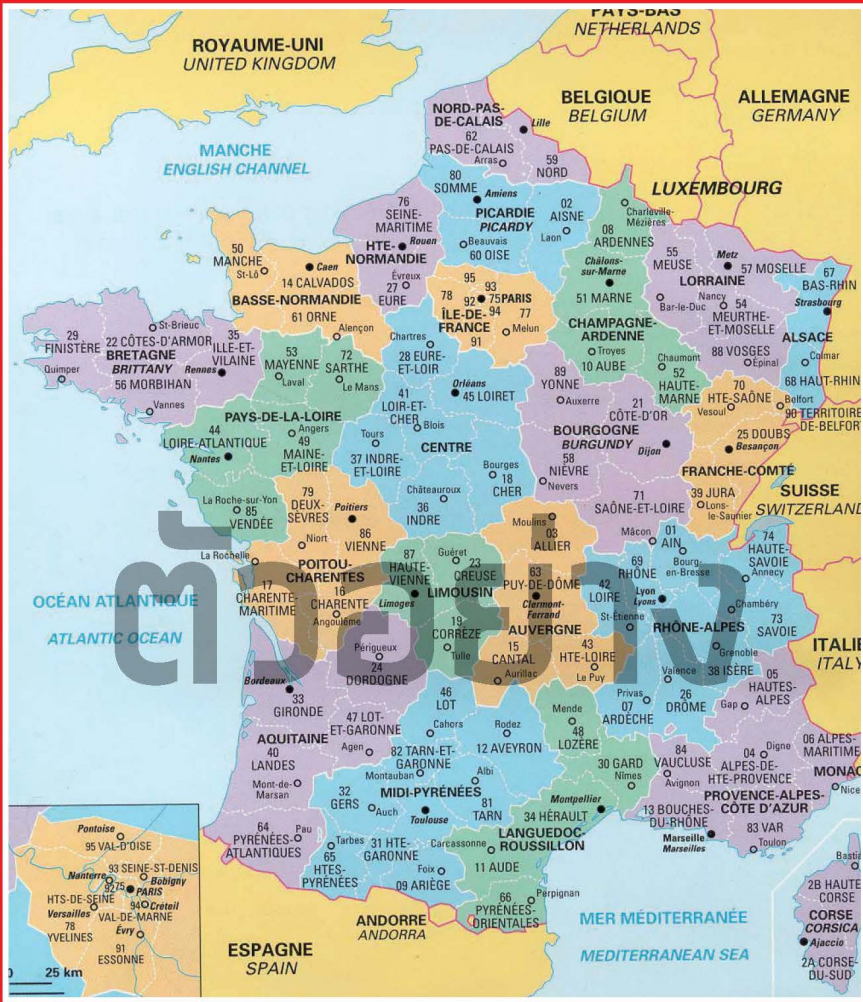 PAYS-BAS
NETHERLANDS
ROYAUME-UNI
UNITED KINGDOM
BELGIQUE
BELGIUM
ALLEMAGNE
GERMANY
LUXEMBOURG
MANCHE
ENGLISH CHANNEL
NORD-PAS-
DE-CALAIS
Lille
62
PAS-DE-CALAIS
Arras
59
NORD
80
SOMME
Amiens
PICARDIE
PICARDY
02
AISNE
Laon
Beauvais
60 OISE
76
SEINE-
MARITIME
Rouen
HTE-
NORMANDIE
Évreux
27
EURE
08
ARDENNES
Charleville-
Mézières
Châlons-
sur-Marne
51 MARNE
CHAMPAGNE-
ARDENNE
Troyes
10 AUBE
Chaumont
52
HAUTE-
MARNE
55
MEUSE
Metz
57 MOSELLE
LORRAINE
Bar-le-Duc
Nancy
54
MEURTHE-
ET-MOSELLE
88 VOSGES
Épinal
67
BAS-RHIN
Strasbourg
ALSACE
Colmar
68 HAUT-RHIN
50
MANCHE
St-Lô
Caen
14 CALVADOS
BASSE-NORMANDIE
61 ORNE
Alençon
95
78
93
92
75
PARIS
94
ÎLE-DE-
FRANCE
77
Melun
91
29
FINISTÈRE
Quimper
St-Brieuc
22 CÔTES-D'ARMOR
BRETAGNE
BRITTANY
56 MORBIHAN
Vannes
35
ILLE-ET
VILAINE
Rennes
53
MAYENNE
Laval
72
SARTHE
Le Mans
PAYS-DE-LA-LOIRE
44
LOIRE-ATLANTIQUE
Nantes
Angers
49
MAINE-
ET-LOIRE
La Roche-sur-Yon
85
VENDÉE
Chartres
28 EURE-
ET-LOIR
Orléans
45 LOIRET
41
LOIR-ET-
CHER
Blois
Tours
37 INDRE-
ET-LOIRE
CENTRE
Bourges
18
CHER
Châteauroux
36
INDRE
89
YONNE
Auxerre
21
CÔTE-D'OR
BOURGOGNE
BURGUNDY
Dijon
58
NIÈVRE
Nevers
71
SAÔNE-ET-LOIRE
Mâcon
70
HTE-SAÔNE
Vesoul
Belfort
90 TERRITOIRE
DE-BELFORT
25 DOUBS
Besançon
FRANCHE-COMTÉ
39 JURA
Lons-
le-Saunier
SUISSE
SWITZERLAND
79
DEUX-
SÈVRES
Niort
Poitiers
86
VIENNE
La Rochelle
POITOU-
CHARENTES
17
CHARENTE-
MARITIME
16
CHARENTE
Angoulême
87
HAUTE-
VIENNE
Limoges
Guéret
23
CREUSE
LIMOUSIN
19
CORRÈZE
Tulle
Moulins
03
ALLIER
63
PUY-DE-DÔME
Clermont-
Ferrand
AUVERGNE
15
CANTAL
Aurillac
43
HTE-LOIRE
Le Puy
01
AIN
Bourg-
en-Bresse
74
HAUTE-
SAVOIE
Annecy
69
RHÔNE
Lyon
Lyons
42
LOIRE
St-Étienne
Chambéry
73
SAVOIE
RHÔNE-ALPES
Grenoble
38 ISÈRE
Valence
26
DRÔME
Privas
07
ARDÈCHE
ITALIE
ITALY
ตัวอย่าง
OCÉAN ATLANTIQUE
ATLANTIC OCEAN
Bordeaux
33
GIRONDE
Périgueux
24
DORDOGNE
47 LOT-
ET-GARONNE
Agen
AQUITAINE
40
LANDES
Mont-de-
Marsan
64
PYRÉNÉES-
ATLANTIQUES
Pau
46
LOT
Cahors
Rodez
12 AVEYRON
82 TARN-ET-
GARONNE
Montauban
Albi
32
GERS
Auch
MIDI-PYRÉNÉES
Toulouse
81
TARN
Tarbes
65
HTES-
PYRÉNÉES
31 HTE-
GARONNE
Foix
09 ARIÈGE
Mende
48
LOZÈRE
30 GARD
Nîmes
Montpellier
34 HÉRAULT
LANGUEDOC-
ROUSSILLON
Carcassonne
11 AUDE
Perpignan
66
PYRÉNÉES-
ORIENTALES
05
HAUTES-
ALPES
Gap
84
VAUCLUSE
Avignon
04
ALPES-DE-
HTE-PROVENCE
Digne
06 ALPES-
MARITIME
MONAC
Nice
PROVENCE-ALPES-
CÔTE D'AZUR
13 BOUCHES-
DU-RHÔNE
Marseille
Marseilles
83 VAR
Toulon
Bastia
2B HAUTE
CORSE
CORSE
CORSICA
Ajaccio
2A CORSE-
DU-SUD
MER MÉDITERRANÉE
MEDITERRANEAN SEA
ANDORRE
ANDORRA
ESPAGNE
SPAIN
Pontoise
95 VAL-D'OISE
93 SEINE-ST-DENIS
Nanterre
Bobigny
92
75
PARIS
HTS-DE-SEINE
94
Créteil
Versailles
VAL-DE-MARNE
78
YVELINES
Évry
91
ESSONNE
0
25 km